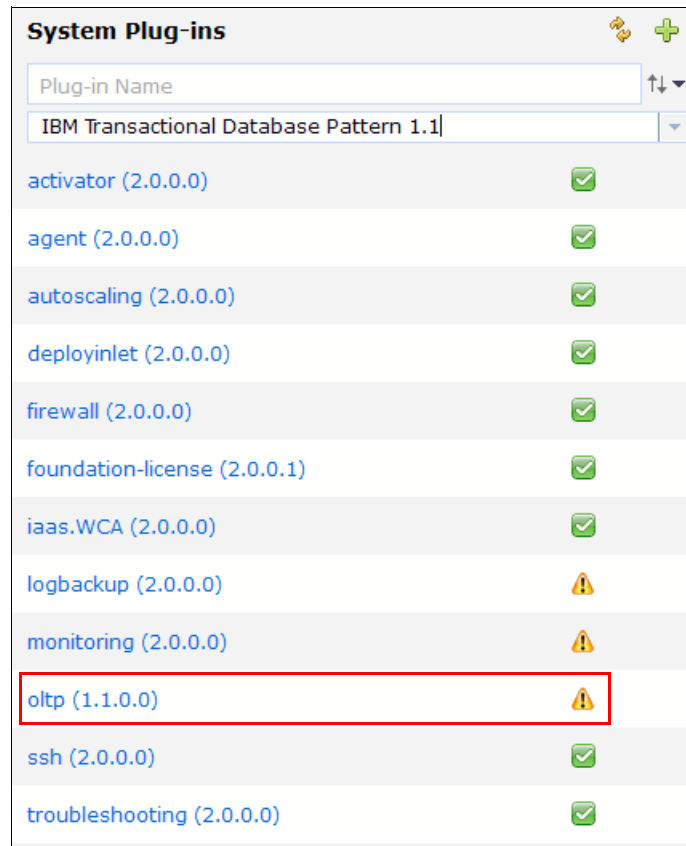 System Plug-ins
Plug-in Name
IBM Transactional Database Pattern 1.1
activator (2.0.0.0)
agent (2.0.0.0)
autoscaling (2.0.0.0)
deployinlet (2.0.0.0)
firewall (2.0.0.0)
foundation-license (2.0.0.1)
iaas.WCA (2.0.0.0)
logbackup (2.0.0.0)
monitoring (2.0.0.0)
oltp (1.1.0.0)
ssh (2.0.0.0)
troubleshooting (2.0.0.0)